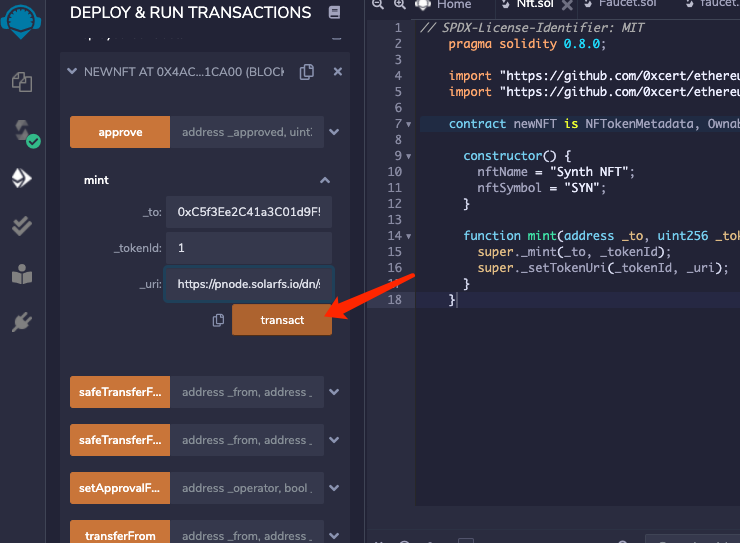 DEPLOY & RUN TRANSACTIONS
NEWNFT AT 0X4AC...1CA00 (BLOCK
approve
address _approved, uint
mint
_to:
0xC5f3Ee2C41a3C01d9F
_tokenId:
1
_uri:
https://pnode.solarfs.io/dn/
transact
safeTransferF...
address _from, address _
safeTransferF...
address _from, address _
setApprovalF...
address _operator, bool _
transferFrom
address _from, address _
Home
Nft.sol
Faucet.sol
faucet.
1 // SPDX-License-Identifier: MIT
2 pragma solidity 0.8.0;
3
4 import "https://github.com/0xcert/ethereu
5 import "https://github.com/0xcert/ethereu
6
7 contract newNFT is NFTokenMetadata, Ownab
8
9 constructor() {
10 nftName = "Synth NFT";
11 nftSymbol = "SYN";
12 }
13
14 function mint(address _to, uint256 _tok
15 super._mint(_to, _tokenId);
16 super._setTokenUri(_tokenId, _uri);
17 }
18 }